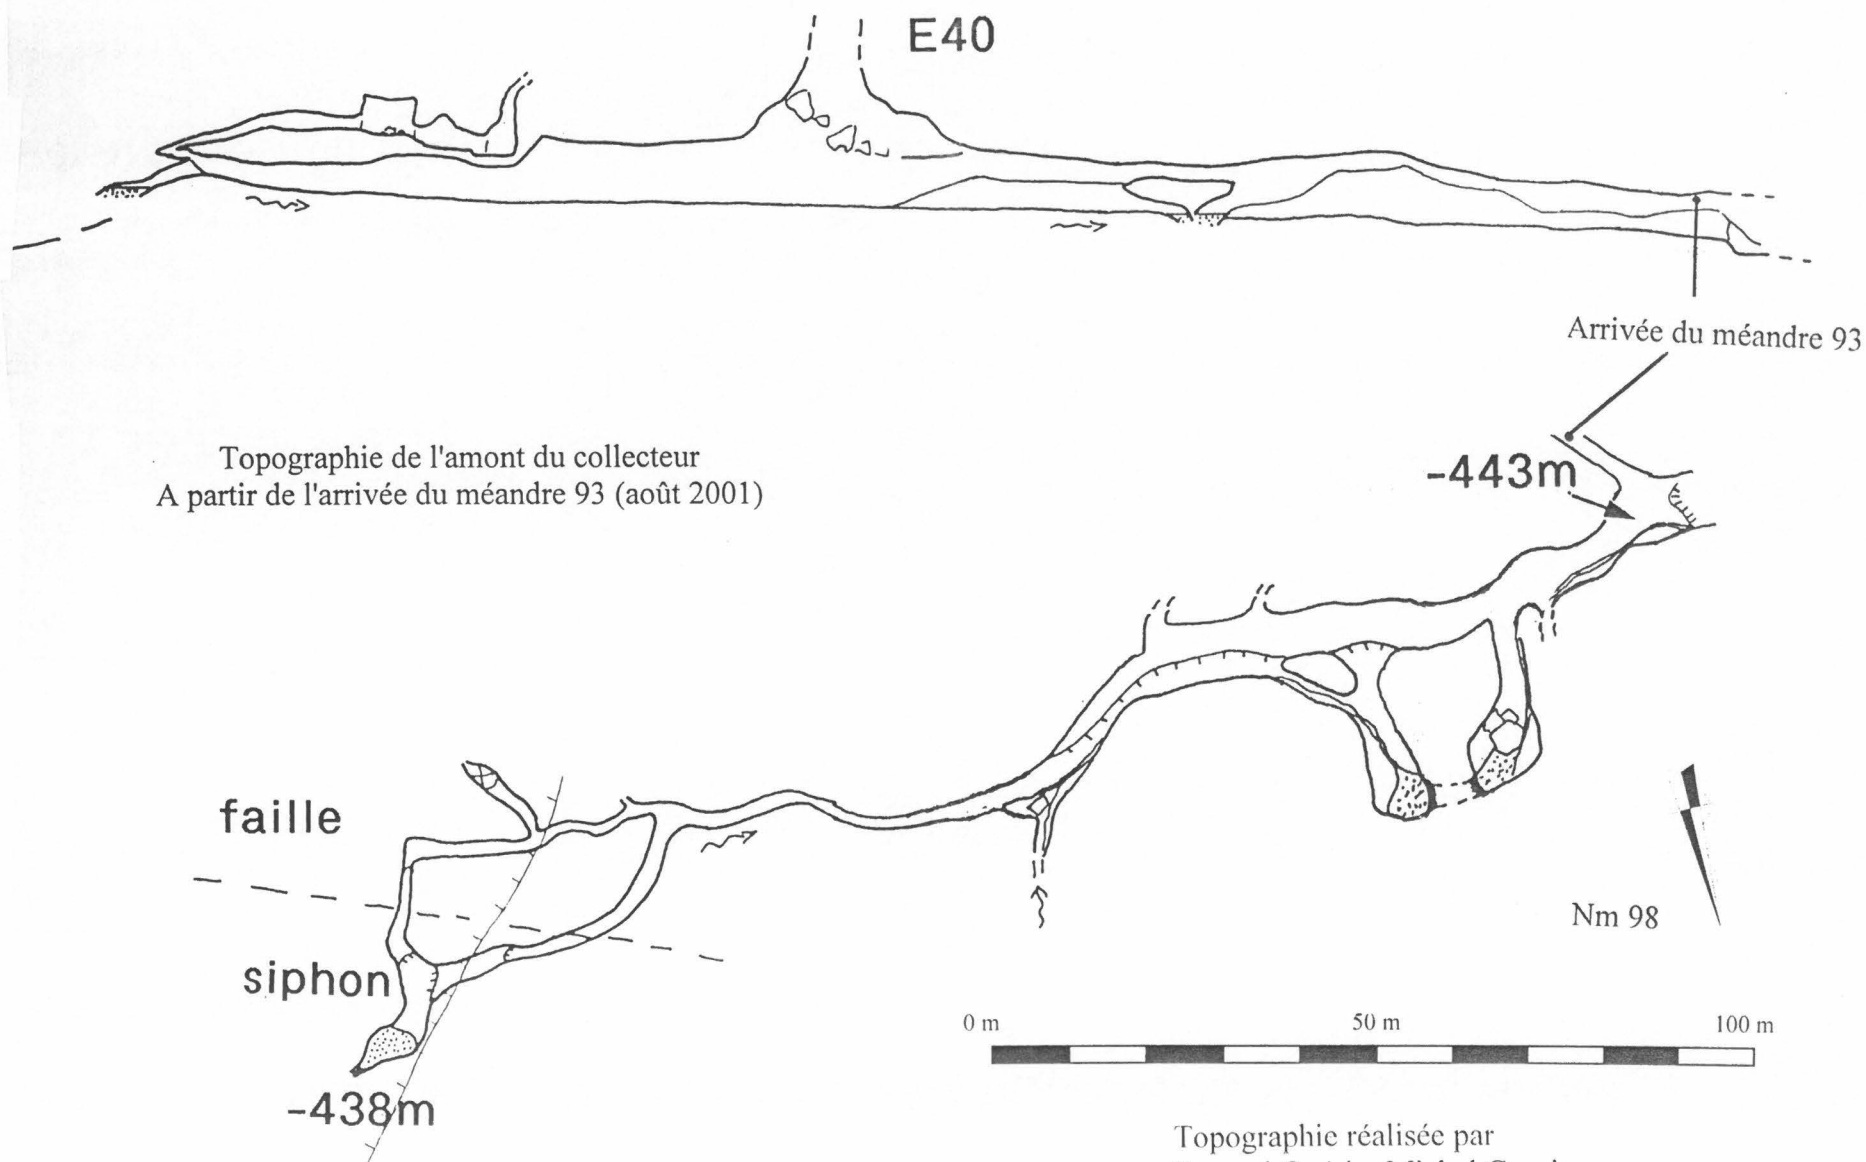 E40
Arrivée du méandre 93
Topographie de l'amont du collecteur
A partir de l'arrivée du méandre 93 (août 2001)
-443m
faille
siphon
Nm 98
0 m 50 m 100 m
-438m
Topographie réalisée par